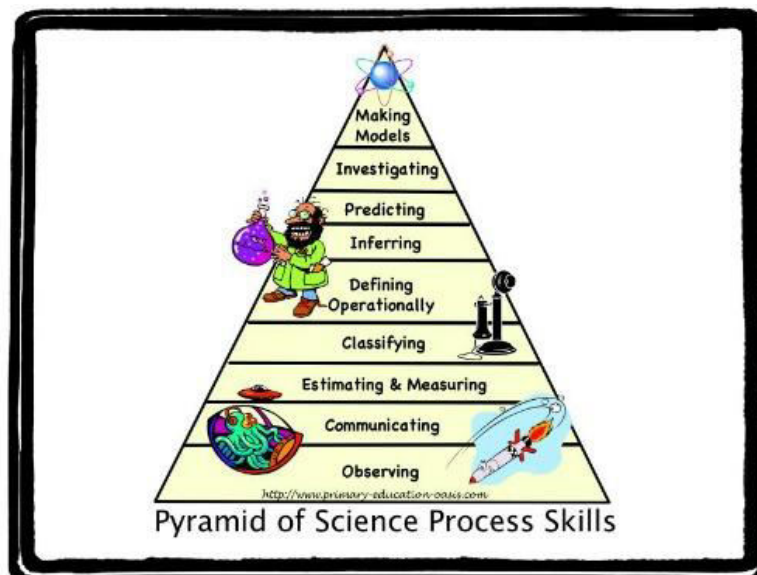 Making
Models
Investigating
Predicting
Inferring
Defining
Operationally
Classifying
Estimating & Measuring
Communicating
Observing
http://www.primary-education-oasis.com
Pyramid of Science Process Skills